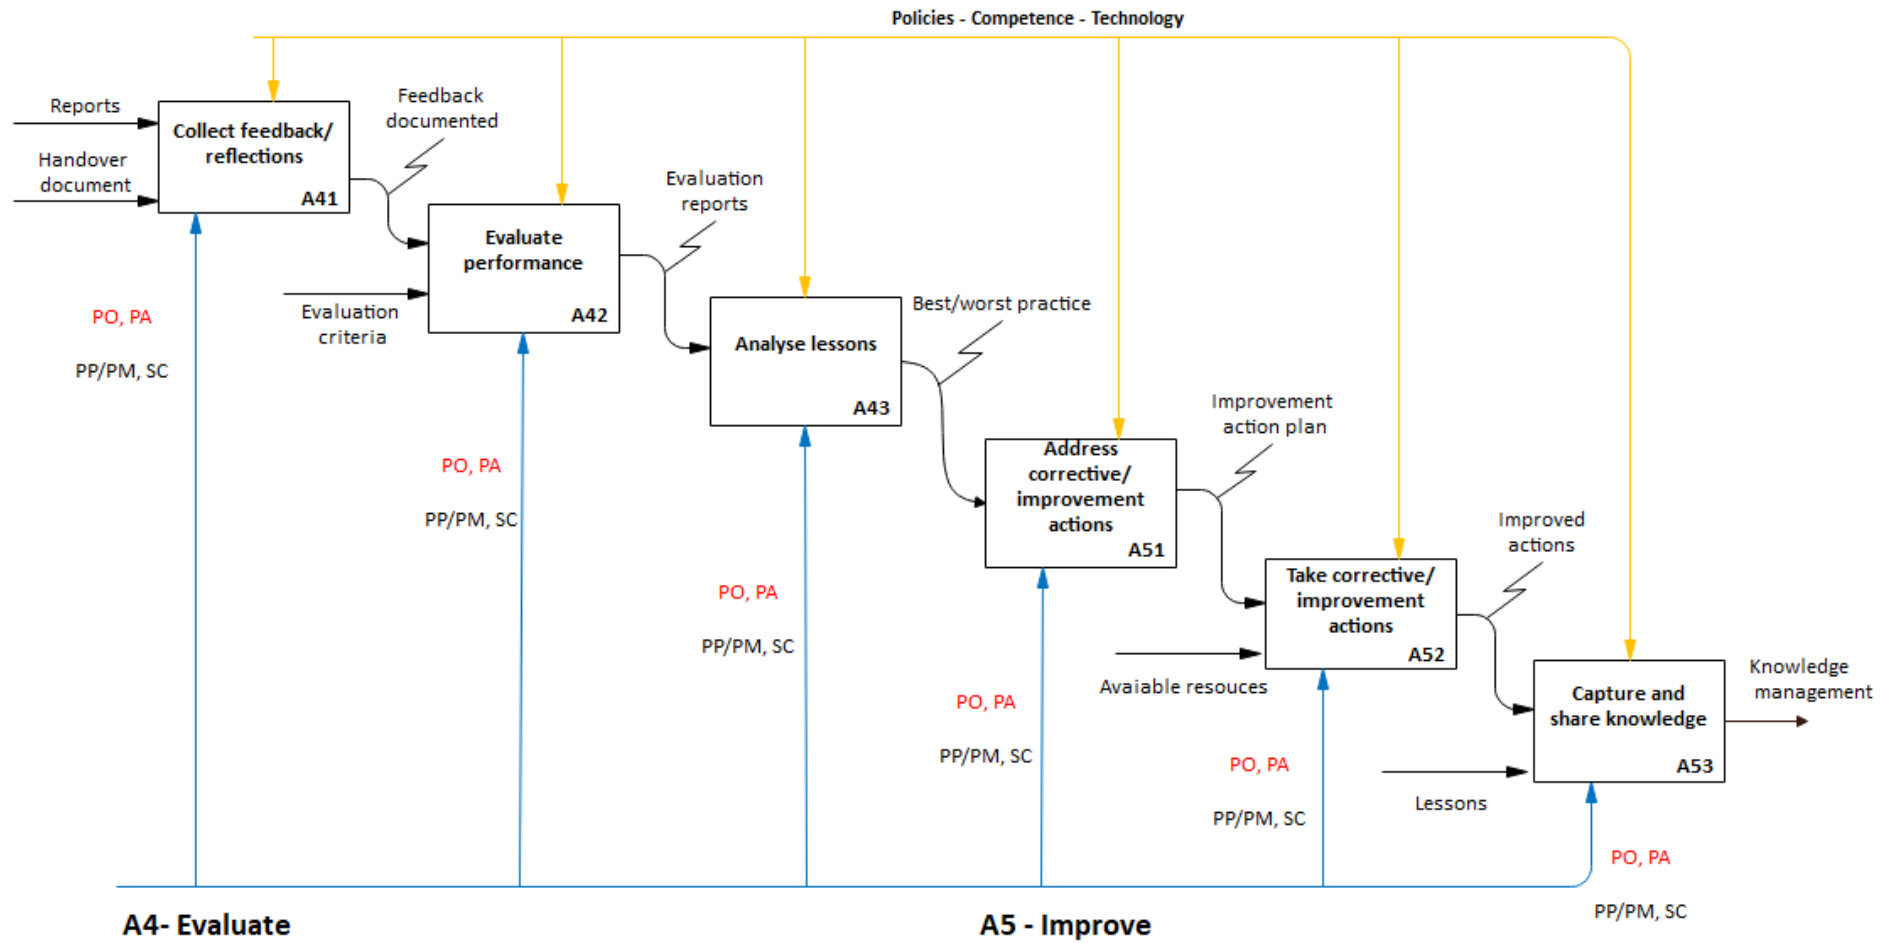 Policies - Competence - Technology
Reports
Handover
document
Collect feedback/
reflections
A41
Feedback
documented
PO, PA
PP/PM, SC
Evaluate
performance
A42
Evaluation
criteria
Evaluation
reports
PO, PA
PP/PM, SC
Analyse lessons
A43
Best/worst practice
PO, PA
PP/PM, SC
Address
corrective/
improvement
actions
A51
Improvement
action plan
PO, PA
PP/PM, SC
Take corrective/
improvement
actions
A52
Avaiable resouces
Improved
actions
PO, PA
PP/PM, SC
Capture and
share knowledge
A53
Lessons
Knowledge
management
PO, PA
PP/PM, SC
A4- Evaluate
A5 - Improve